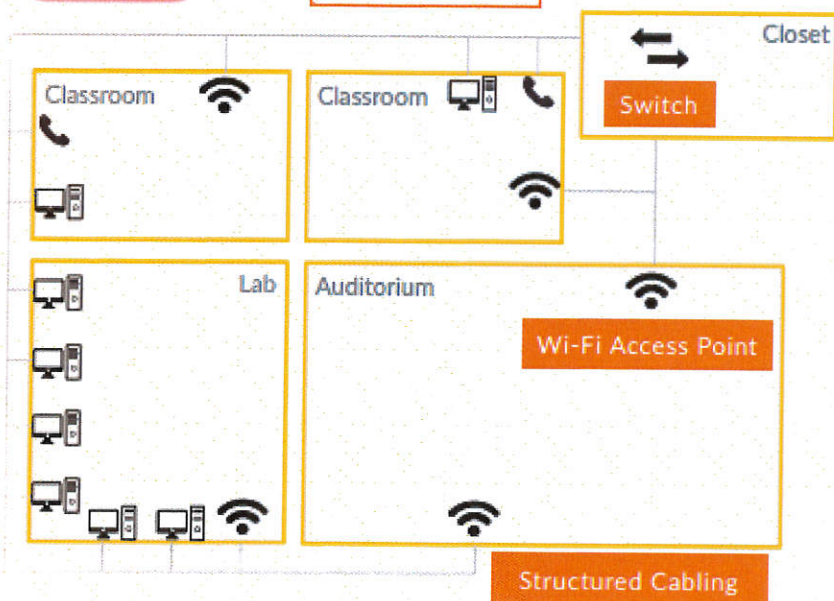 Closet
Switch
Classroom
Classroom
Lab
Auditorium
Wi-Fi Access Point
Structured Cabling